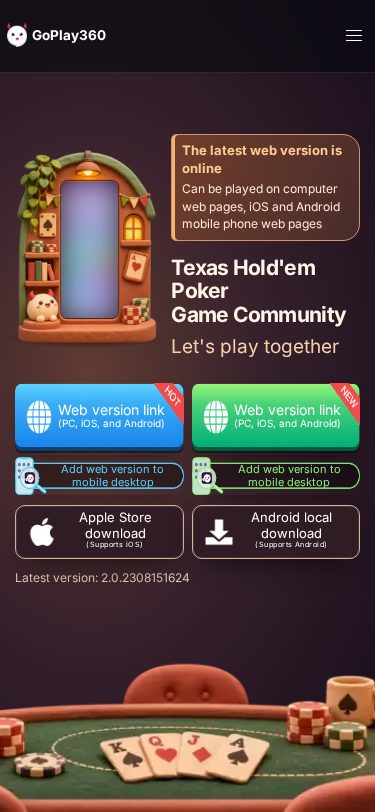 GoPlay360
The latest web version is
online
Can be played on computer
web pages, iOS and Android
mobile phone web pages
Texas Hold'em
Poker
Game Community
Let's play together
Web version link
(PC, iOS, and Android)
HOT
Web version link
(PC, iOS, and Android)
NEW
Add web version to
mobile desktop
Add web version to
mobile desktop
Apple Store
download
(Supports iOS)
Android local
download
(Supports Android)
Latest version: 2.0.2308151624
K
Q
J
A